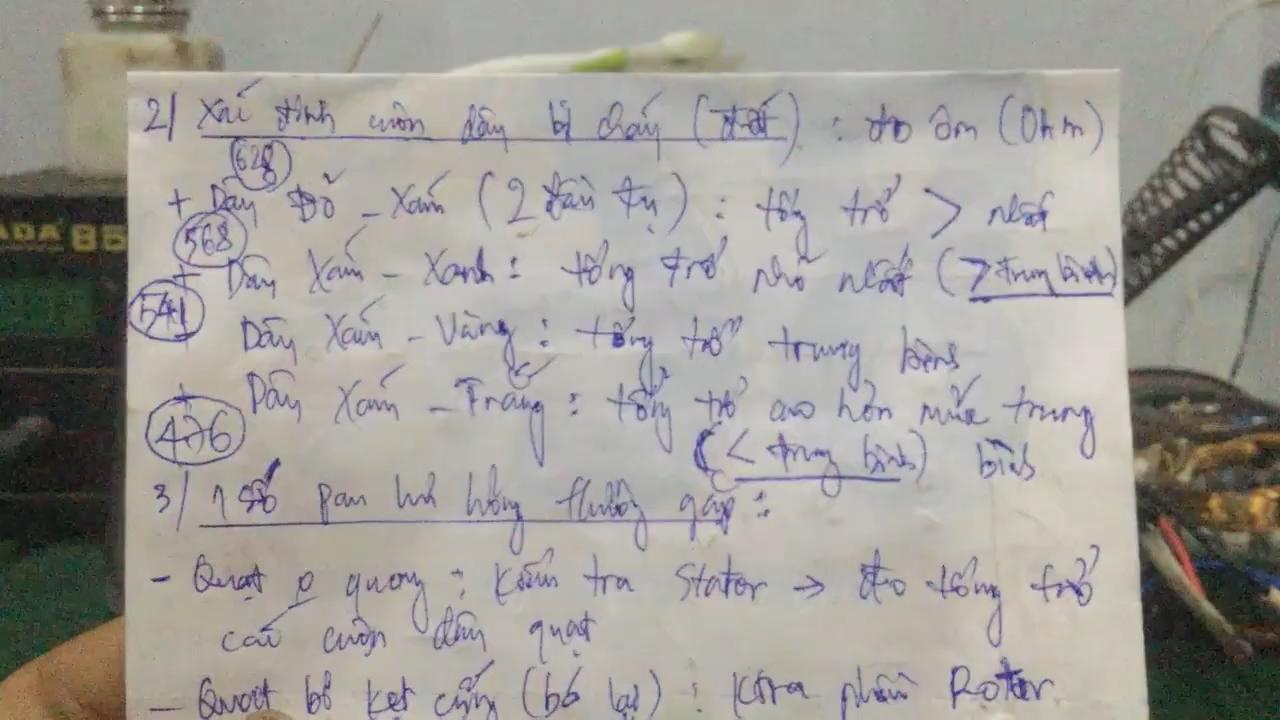 2/ Xác định cuộn dây bị cháy (đứt) : đo ôm (Ohm)
628
+ Dây Đỏ - Xám (2 đầu tụ) : tổng trở > nhất
568
+ Dây Xám - Xanh : tổng trở nhỏ nhất (> trung bình)
541
Dây Xám - Vàng : tổng trở trung bình
+ Dây Xám - Trắng : tổng trở cao hơn mức trung
476
(< trung bình) bình
3/ 1 số pan hư hỏng thường gặp :
- Quạt 0 quay : Kiểm tra Stator → đo tổng trở
các cuộn dây quạt
- Quạt bị kẹt cứng (bó lại) : Ktra phần Rotor
ADA 85